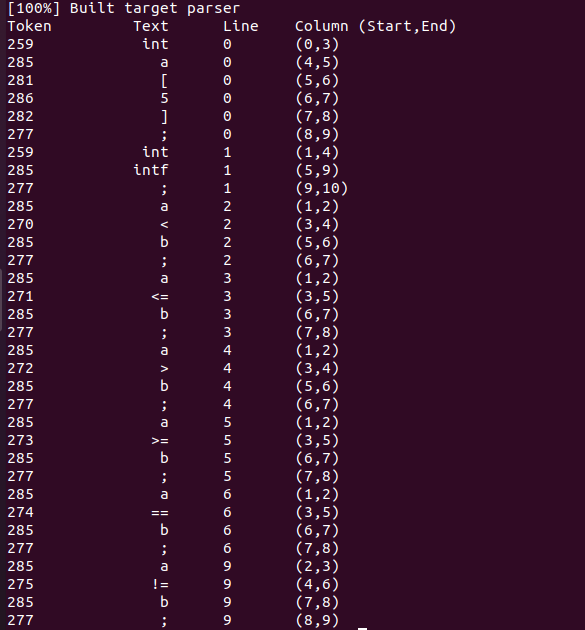 [100%] Built target parser
Token Text Line Column (Start,End)
259 int 0 (0,3)
285 a 0 (4,5)
281 [ 0 (5,6)
286 5 0 (6,7)
282 ] 0 (7,8)
277 ; 0 (8,9)
259 int 1 (1,4)
285 intf 1 (5,9)
277 ; 1 (9,10)
285 a 2 (1,2)
270 < 2 (3,4)
285 b 2 (5,6)
277 ; 2 (6,7)
285 a 3 (1,2)
271 <= 3 (3,5)
285 b 3 (6,7)
277 ; 3 (7,8)
285 a 4 (1,2)
272 > 4 (3,4)
285 b 4 (5,6)
277 ; 4 (6,7)
285 a 5 (1,2)
273 >= 5 (3,5)
285 b 5 (6,7)
277 ; 5 (7,8)
285 a 6 (1,2)
274 == 6 (3,5)
285 b 6 (6,7)
277 ; 6 (7,8)
285 a 9 (2,3)
275 != 9 (4,6)
285 b 9 (7,8)
277 ; 9 (8,9)